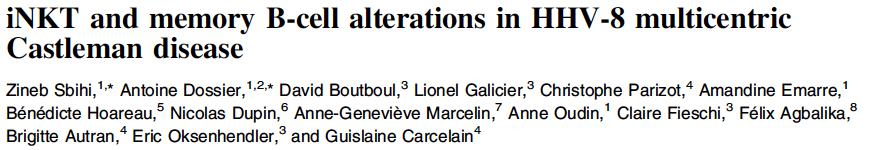 iNKT and memory B-cell alterations in HHV-8 multicentric
Castleman disease
Zineb Sbihi,1,* Antoine Dossier,1,2,* David Boutboul,3 Lionel Galicier,3 Christophe Parizot,4 Amandine Emarre,1
Bénédicte Hoareau,5 Nicolas Dupin,6 Anne-Geneviève Marcelin,7 Anne Oudin,1 Claire Fieschi,3 Félix Agbalika,8
Brigitte Autran,4 Eric Oksenhendler,3 and Guislaine Carcelain4